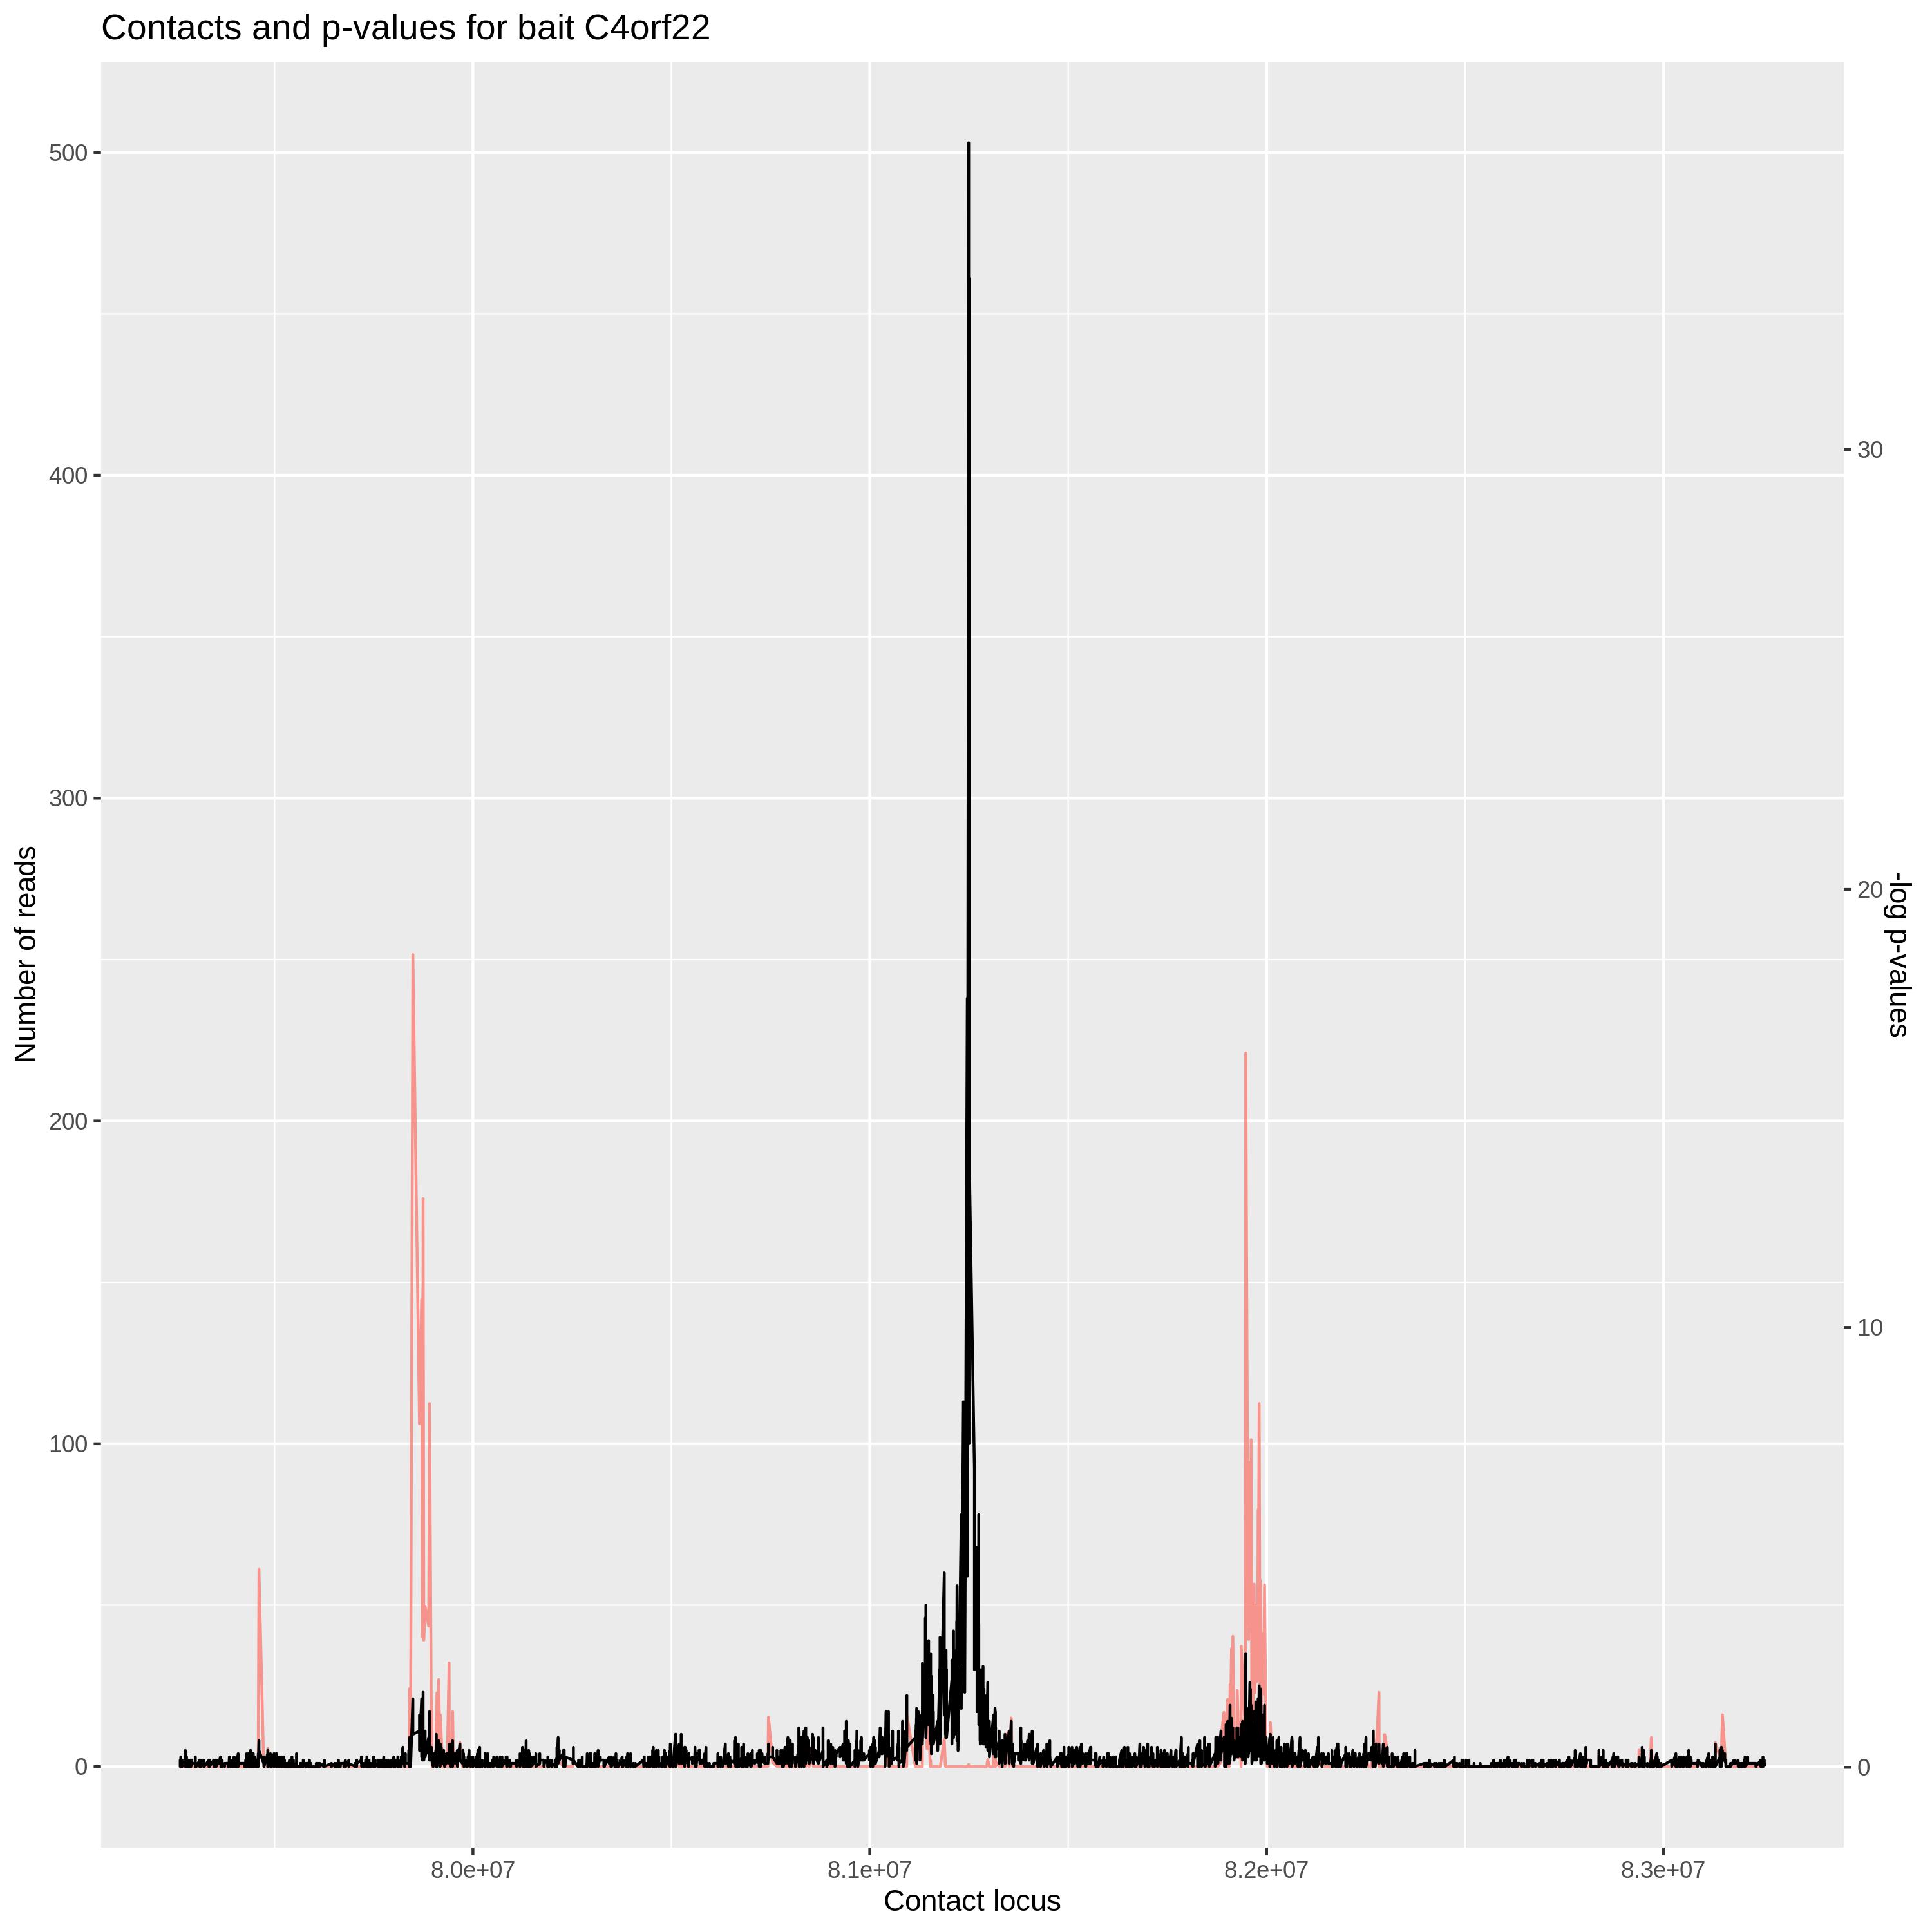 Contacts and p-values for bait C4orf22
500
400
300
200
100
0
Number of reads
30
20
10
0
-log p-values
8.0e+07
8.1e+07
8.2e+07
8.3e+07
Contact locus